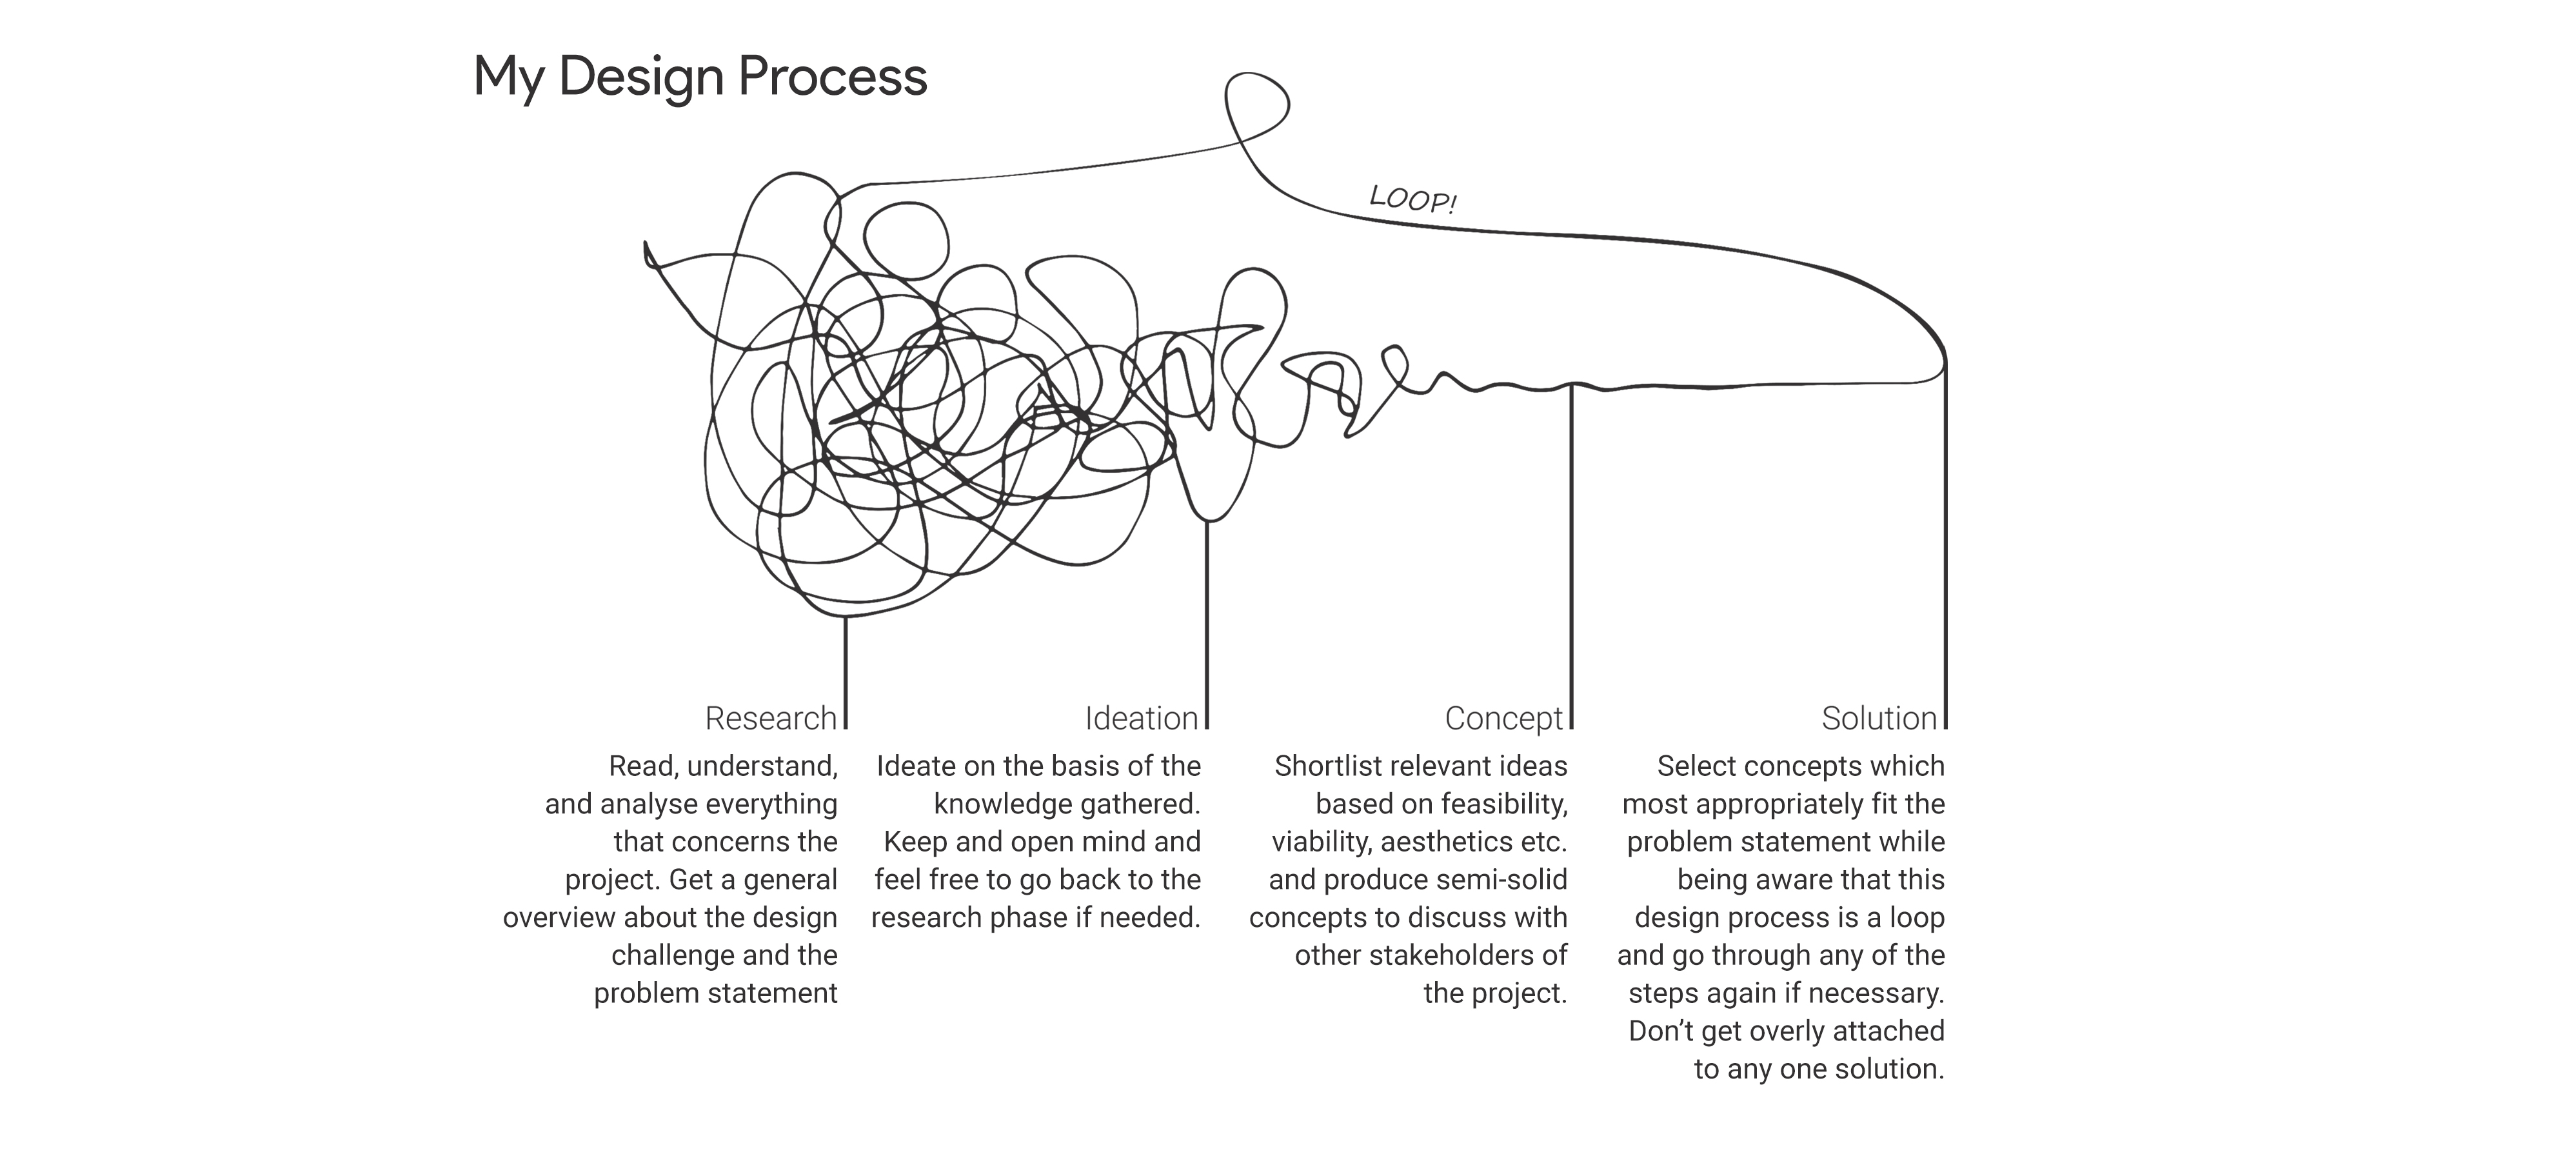 My Design Process
LOOP!
Research
Read, understand,
and analyse everything
that concerns the
project. Get a general
overview about the design
challenge and the
problem statement
Ideation
Ideate on the basis of the
knowledge gathered.
Keep and open mind and
feel free to go back to the
research phase if needed.
Concept
Shortlist relevant ideas
based on feasibility,
viability, aesthetics etc.
and produce semi-solid
concepts to discuss with
other stakeholders of
the project.
Solution
Select concepts which
most appropriately fit the
problem statement while
being aware that this
design process is a loop
and go through any of the
steps again if necessary.
Don’t get overly attached
to any one solution.